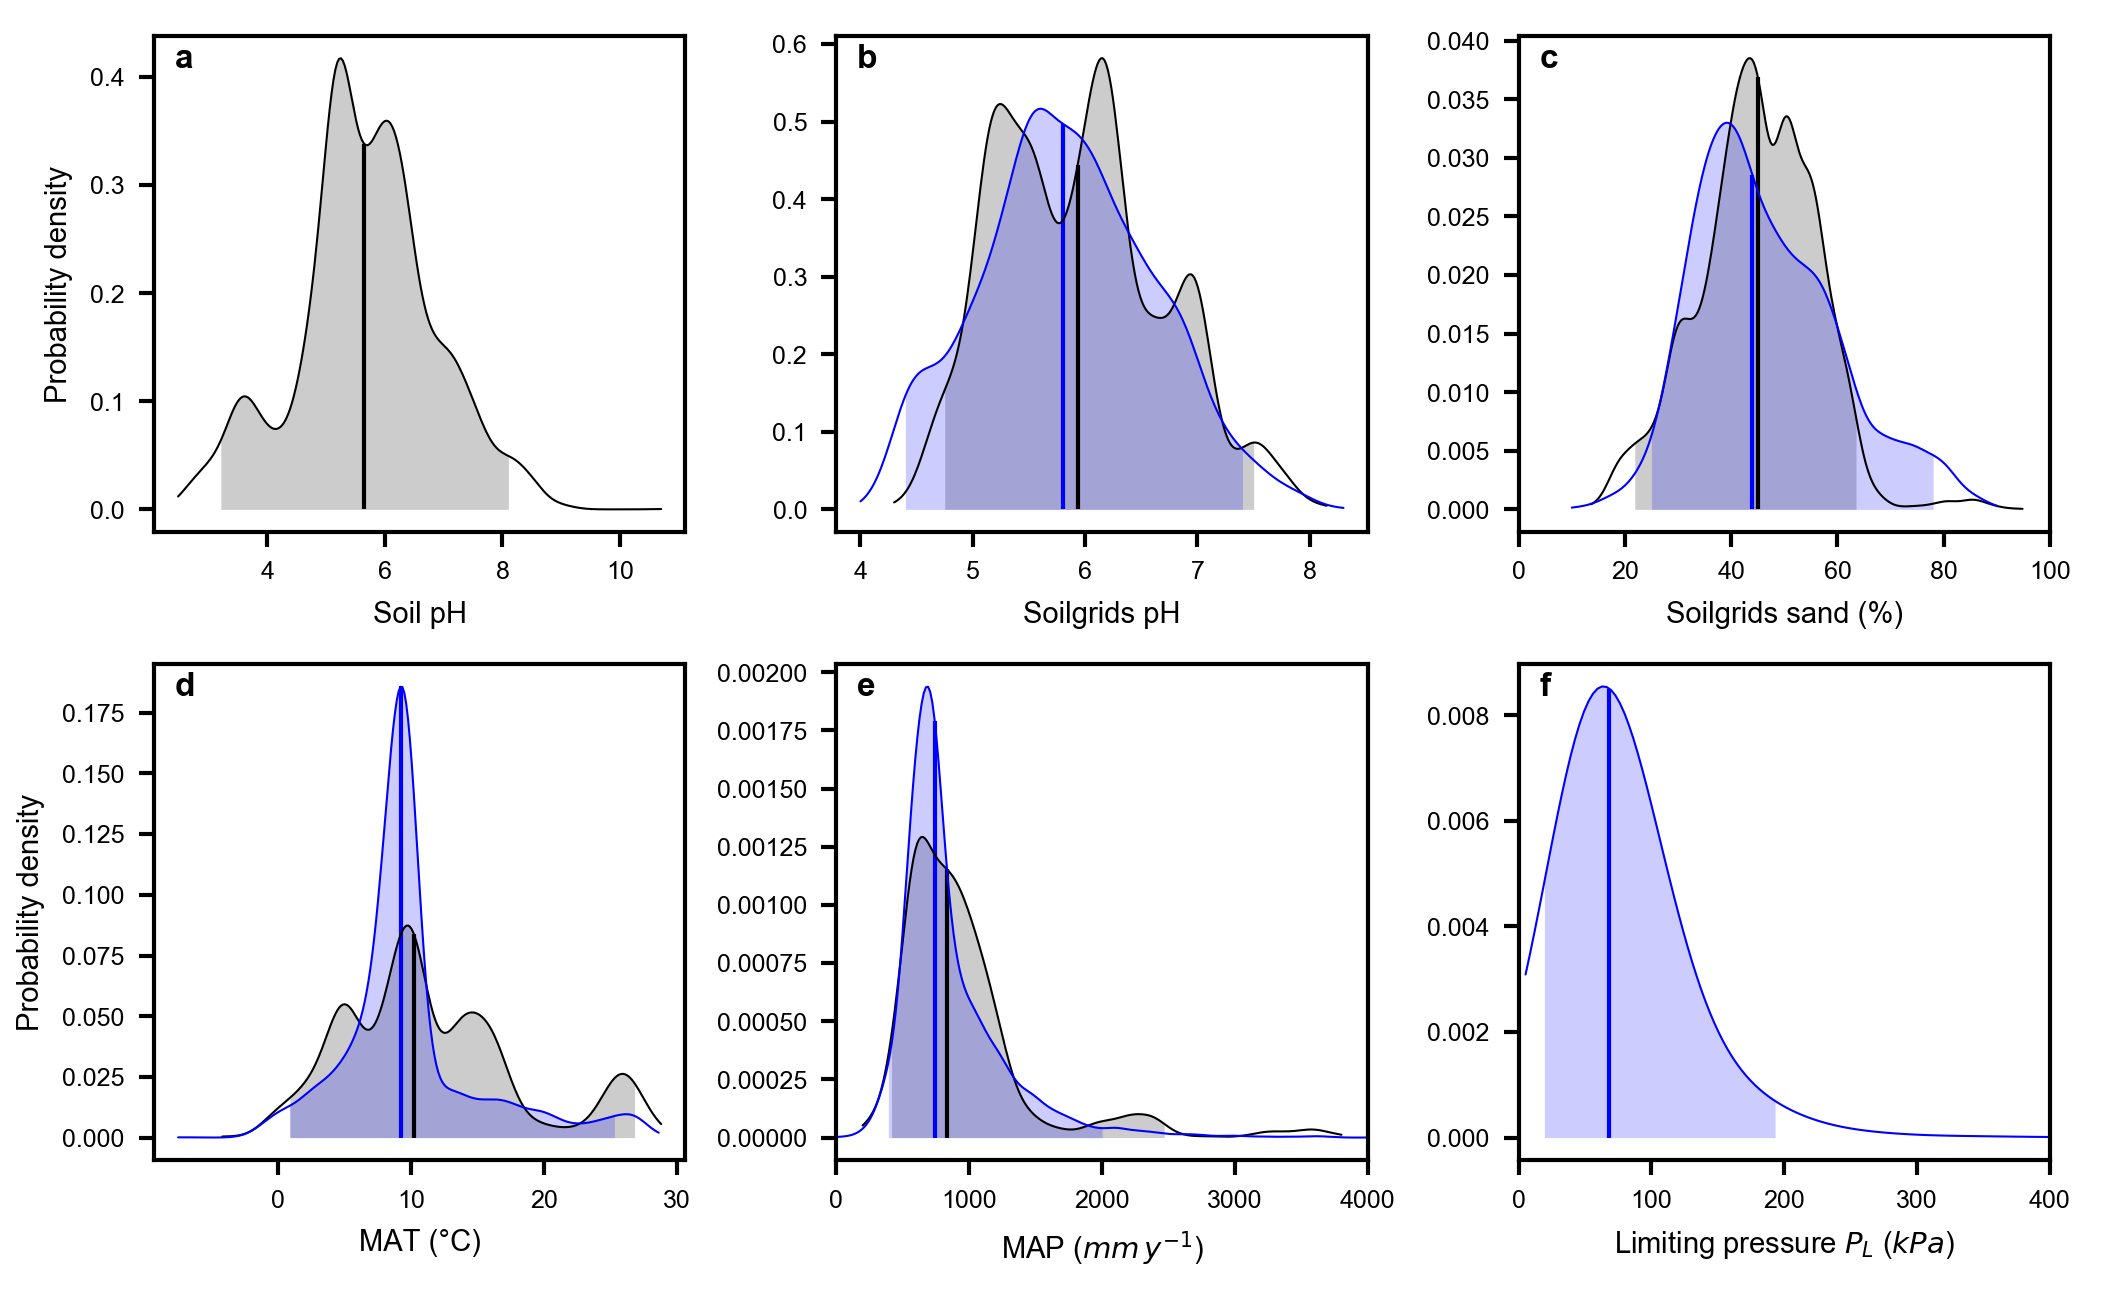 a
0.4
0.3
0.2
0.1
0.0
Probability density
4 6 8 10
Soil pH
b
0.6
0.5
0.4
0.3
0.2
0.1
0.0
4 5 6 7 8
Soilgrids pH
c
0.040
0.035
0.030
0.025
0.020
0.015
0.010
0.005
0.000
0 20 40 60 80 100
Soilgrids sand (%)
d
0.175
0.150
0.125
0.100
0.075
0.050
0.025
0.000
Probability density
0 10 20 30
MAT (°C)
e
0.00200
0.00175
0.00150
0.00125
0.00100
0.00075
0.00050
0.00025
0.00000
0 1000 2000 3000 4000
MAP (mm y⁻¹)
f
0.008
0.006
0.004
0.002
0.000
0 100 200 300 400
Limiting pressure P_L (kPa)